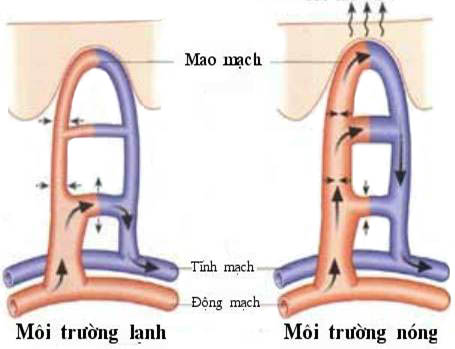 Mao mạch
Tĩnh mạch
Động mạch
Môi trường lạnh
Môi trường nóng